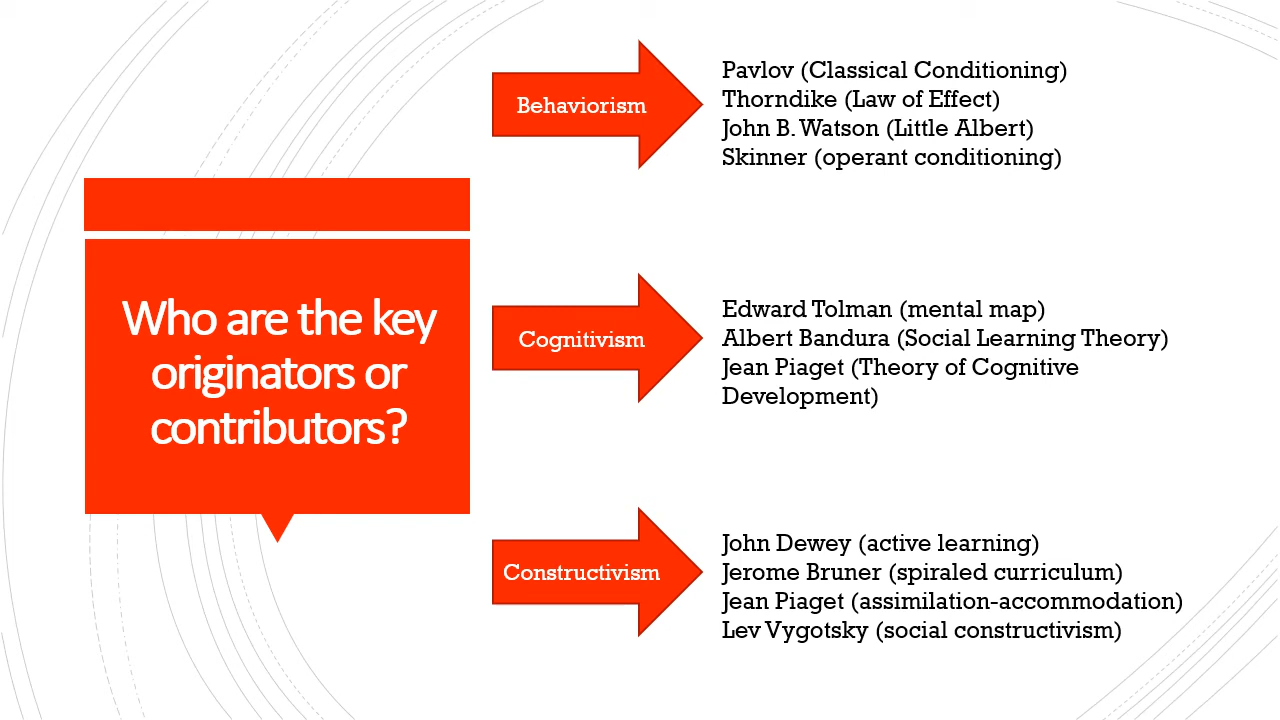 Who are the key
originators or
contributors?
Behaviorism
Pavlov (Classical Conditioning)
Thorndike (Law of Effect)
John B. Watson (Little Albert)
Skinner (operant conditioning)
Cognitivism
Edward Tolman (mental map)
Albert Bandura (Social Learning Theory)
Jean Piaget (Theory of Cognitive
Development)
Constructivism
John Dewey (active learning)
Jerome Bruner (spiraled curriculum)
Jean Piaget (assimilation-accommodation)
Lev Vygotsky (social constructivism)